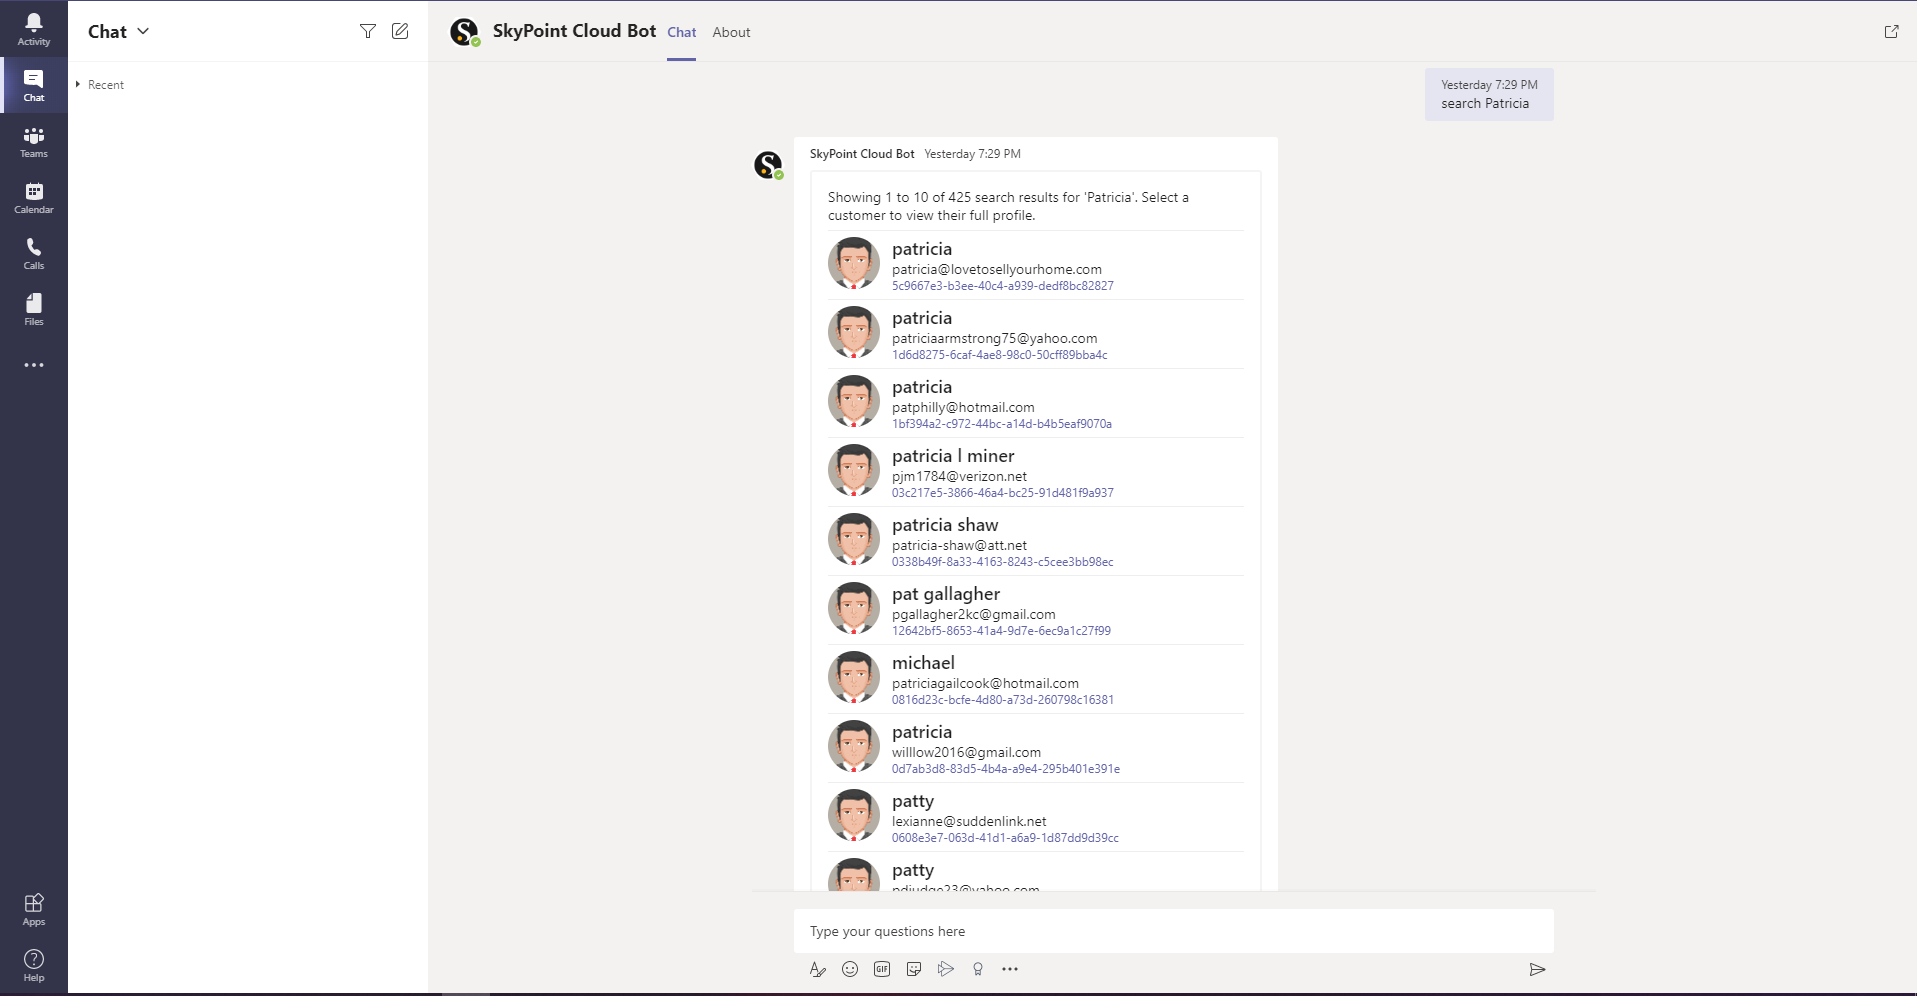 Activity
Chat
Teams
Calendar
Calls
Files
Apps
Help
Chat
Recent
S
SkyPoint Cloud Bot
Chat
About
Yesterday 7:29 PM
search Patricia
S
SkyPoint Cloud Bot Yesterday 7:29 PM
Showing 1 to 10 of 425 search results for 'Patricia'. Select a
customer to view their full profile.
patricia
patricia@lovetosellyourhome.com
5c9667e3-b3ee-40c4-a939-dedf8bc82827
patricia
patriciaarmstrong75@yahoo.com
1d6d8275-6caf-4ae8-98c0-50cff89bba4c
patricia
patphilly@hotmail.com
1bf394a2-c972-44bc-a14d-b4b5eaf9070a
patricia l miner
pjm1784@verizon.net
03c217e5-3866-46a4-bc25-91d481f9a937
patricia shaw
patricia-shaw@att.net
0338b49f-8a33-4163-8243-c5cee3bb98ec
pat gallagher
pgallagher2kc@gmail.com
12642bf5-8653-41a4-9d7e-6ec9a1c27f99
michael
patriciagailcook@hotmail.com
0816d23c-bcfe-4d80-a73d-260798c16381
patricia
willlow2016@gmail.com
0d7ab3d8-83d5-4b4a-a9e4-295b401e391e
patty
lexianne@suddenlink.net
0608e3e7-063d-41d1-a6a9-1d87dd9d39cc
patty
pdjudge23@yahoo.com
Type your questions here
GIF